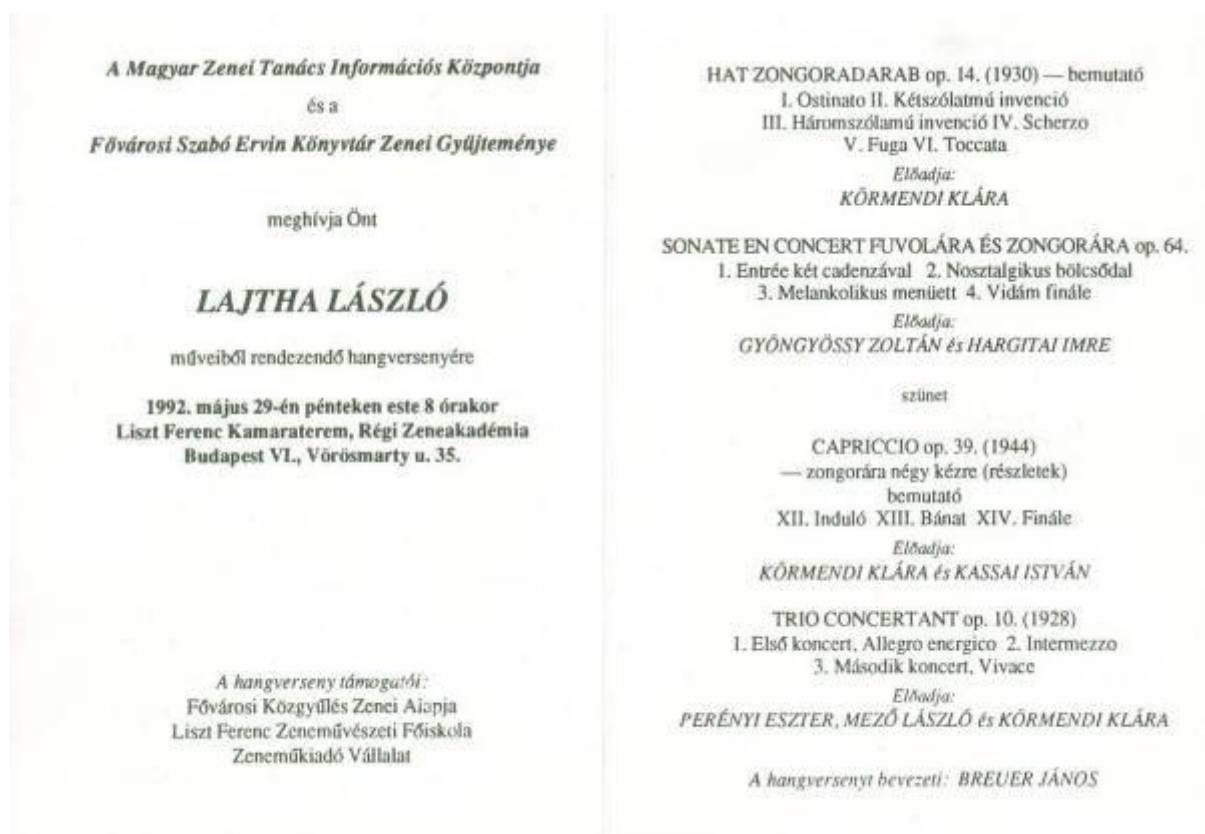 A Magyar Zenei Tanács Információs Központja
és a
Fővárosi Szabó Ervin Könyvtár Zenei Gyűjteménye
meghívja Önt
LAJTHA LÁSZLÓ
műveiből rendezendő hangversenyére
1992. május 29-én pénteken este 8 órakor
Liszt Ferenc Kamaraterem, Régi Zeneakadémia
Budapest VI., Vörösmarty u. 35.
A hangverseny támogatói:
Fővárosi Közgyűlés Zenei Alapja
Liszt Ferenc Zeneművészeti Főiskola
Zeneműkiadó Vállalat
HAT ZONGORADARAB op. 14. (1930) — bemutató
I. Ostinato II. Kétszólatmú invenció
III. Háromszólamú invenció IV. Scherzo
V. Fuga VI. Toccata
Előadja:
KÖRMENDI KLÁRA
SONATE EN CONCERT FUVOLÁRA ÉS ZONGORÁRA op. 64.
1. Entrée két cadenzával 2. Nosztalgikus bölcsődal
3. Melankolikus menüett 4. Vidám finále
Előadja:
GYÖNGYÖSSY ZOLTÁN és HARGITAI IMRE
szünet
CAPRICCIO op. 39. (1944)
— zongorára négy kézre (részletek)
bemutató
XII. Induló XIII. Bánat XIV. Finále
Előadja:
KÖRMENDI KLÁRA és KASSAI ISTVÁN
TRIO CONCERTANT op. 10. (1928)
1. Első koncert, Allegro energico 2. Intermezzo
3. Második koncert, Vivace
Előadja:
PERÉNYI ESZTER, MEZŐ LÁSZLÓ és KÖRMENDI KLÁRA
A hangversenyt bevezeti: BREUER JÁNOS